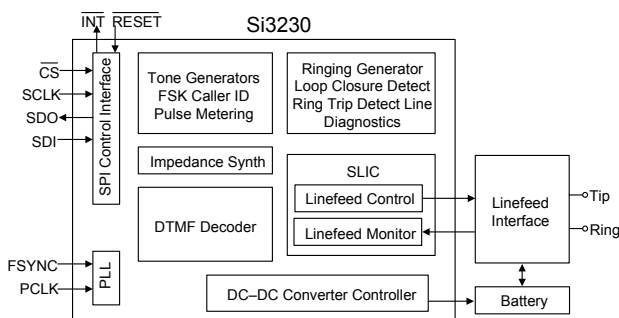 Si3230
INT RESET
CS
SCLK
SDO
SDI
SPI Control Interface
Tone Generators
FSK Caller ID
Pulse Metering
Ringing Generator
Loop Closure Detect
Ring Trip Detect Line
Diagnostics
Impedance Synth
DTMF Decoder
SLIC
Linefeed Control
Linefeed Monitor
Linefeed
Interface
Tip
Ring
FSYNC
PCLK
PLL
DC–DC Converter Controller
Battery